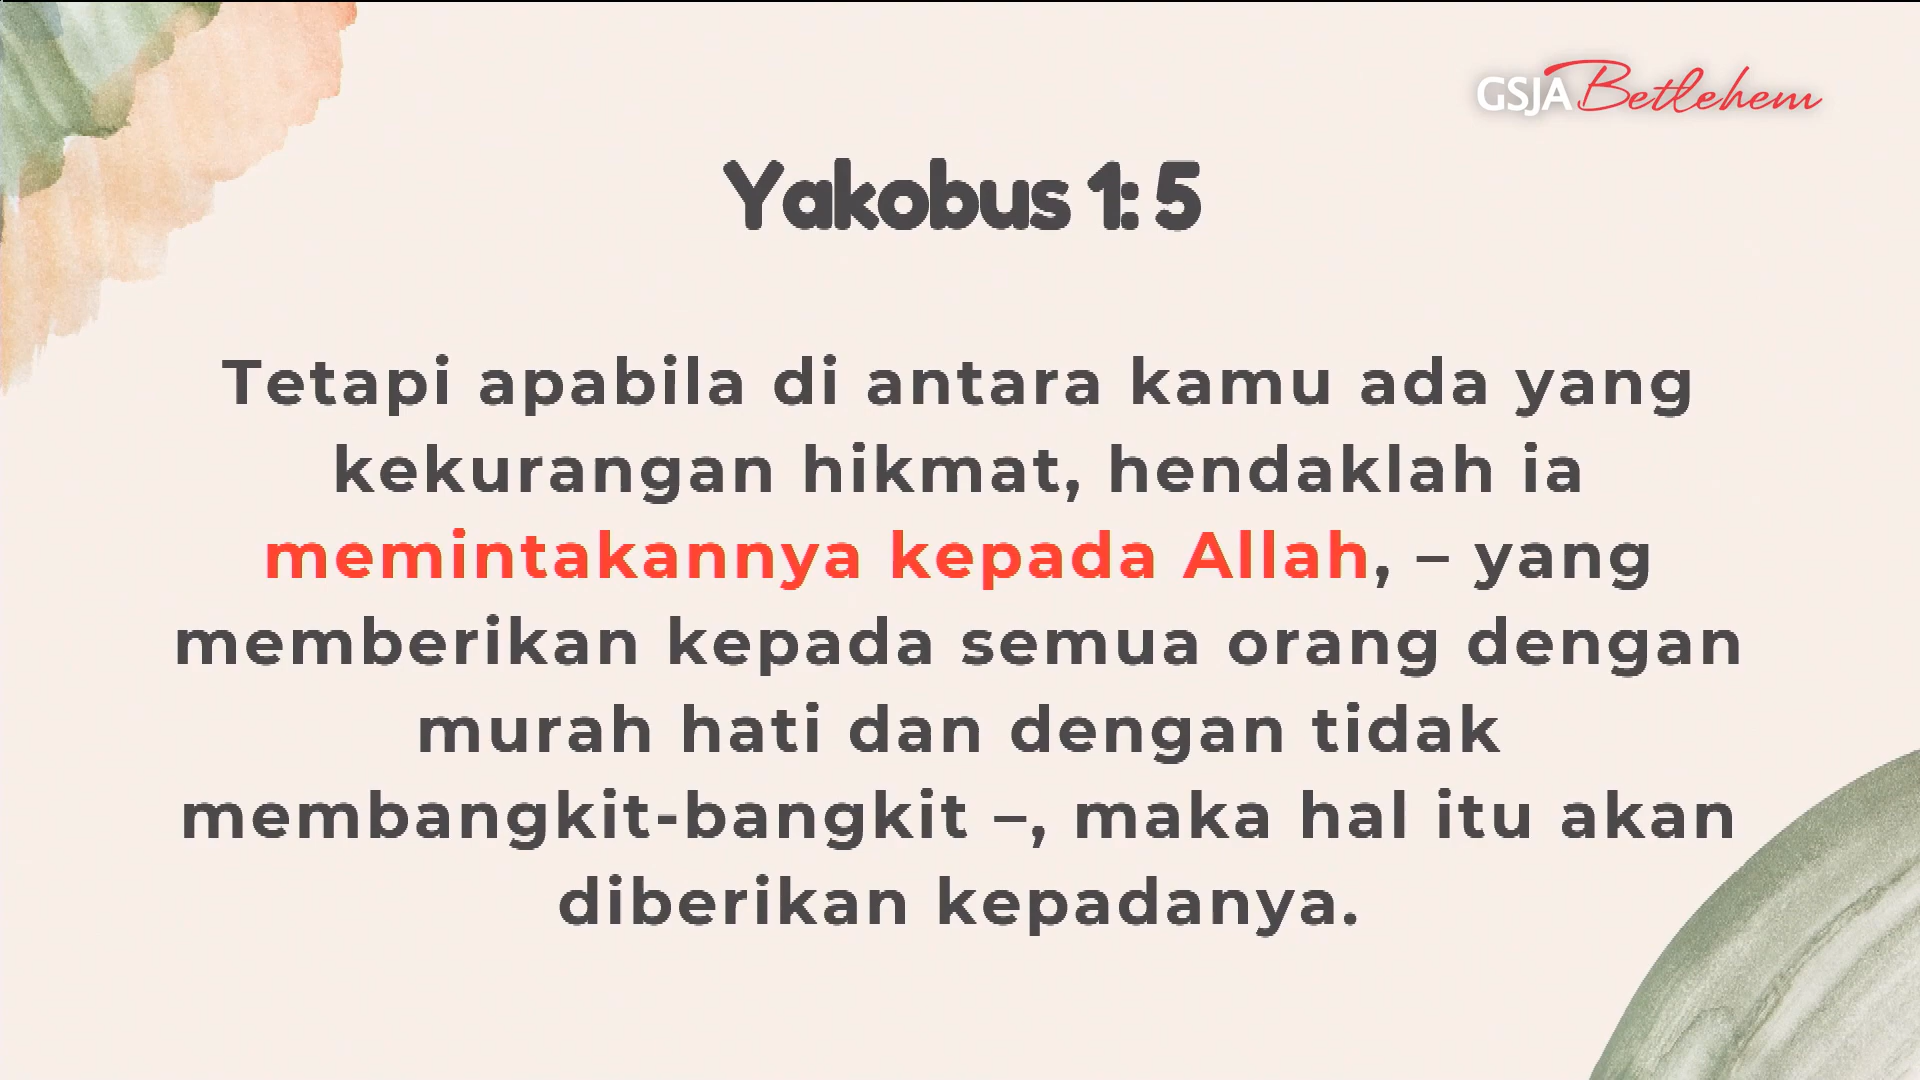 GSJA Betlehem
Yakobus 1: 5
Tetapi apabila di antara kamu ada yang
kekurangan hikmat, hendaklah ia
memintakannya kepada Allah, – yang
memberikan kepada semua orang dengan
murah hati dan dengan tidak
membangkit-bangkit –, maka hal itu akan
diberikan kepadanya.